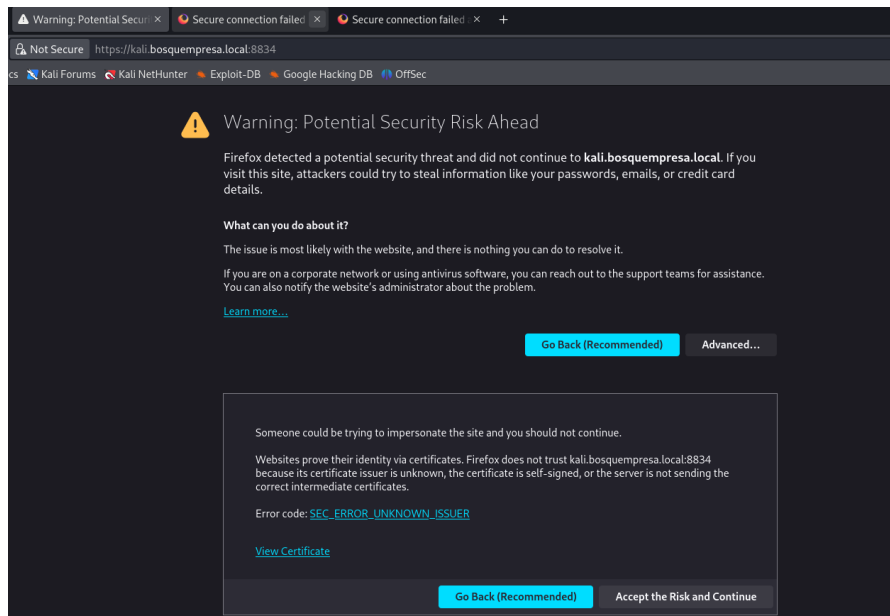 Warning: Potential Securi
Secure connection failed
Secure connection failed
Not Secure https://kali.bosquempresa.local:8834
cs Kali Forums Kali NetHunter Exploit-DB Google Hacking DB OffSec
Warning: Potential Security Risk Ahead
Firefox detected a potential security threat and did not continue to kali.bosquempresa.local. If you
visit this site, attackers could try to steal information like your passwords, emails, or credit card
details.
What can you do about it?
The issue is most likely with the website, and there is nothing you can do to resolve it.
If you are on a corporate network or using antivirus software, you can reach out to the support teams for assistance.
You can also notify the website's administrator about the problem.
Learn more…
Go Back (Recommended)
Advanced...
Someone could be trying to impersonate the site and you should not continue.
Websites prove their identity via certificates. Firefox does not trust kali.bosquempresa.local:8834
because its certificate issuer is unknown, the certificate is self-signed, or the server is not sending the
correct intermediate certificates.
Error code: SEC_ERROR_UNKNOWN_ISSUER
View Certificate
Go Back (Recommended)
Accept the Risk and Continue